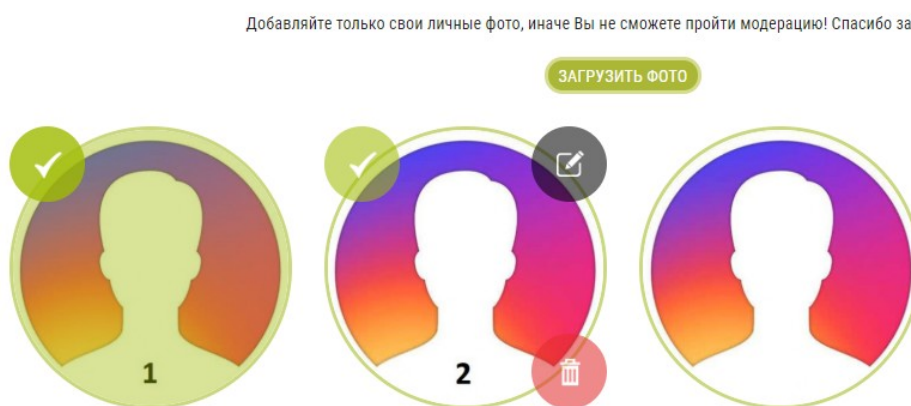 Добавляйте только свои личные фото, иначе Вы не сможете пройти модерацию! Спасибо за
ЗАГРУЗИТЬ ФОТО
1
2